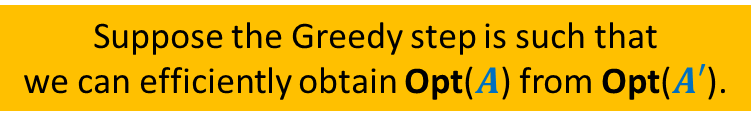 Suppose the Greedy step is such that
we can efficiently obtain Opt(A) from Opt(A′).